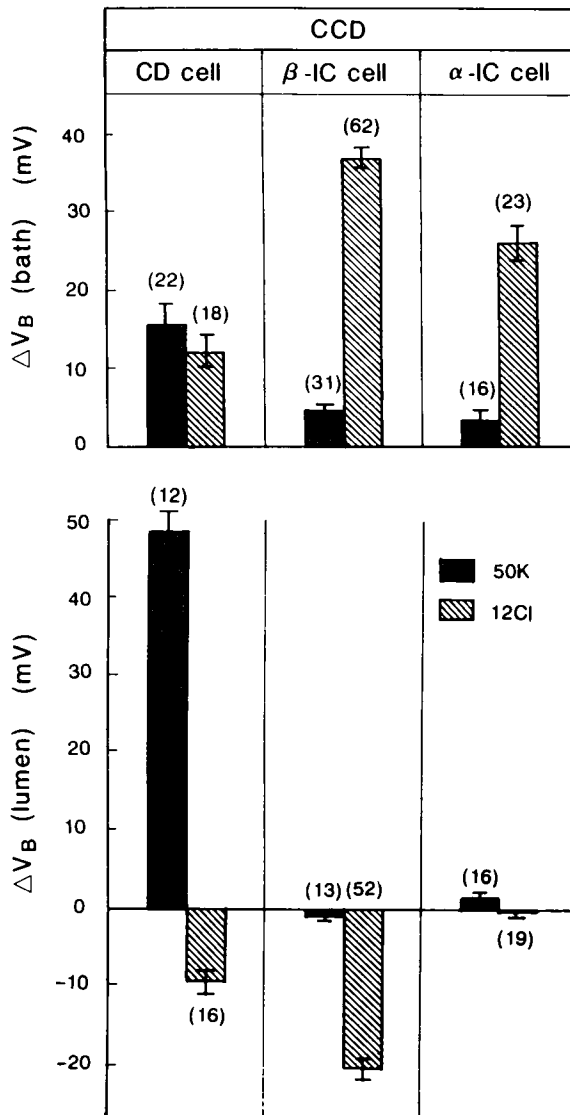 CCD
CD cell β-IC cell α-IC cell
ΔVB (bath) (mV)
40
30
20
10
0
(22) (18) (31) (62) (16) (23)
ΔVB (lumen) (mV)
50
40
30
20
10
0
-10
-20
(12) (16) (13) (52) (16) (19)
50K
12Cl